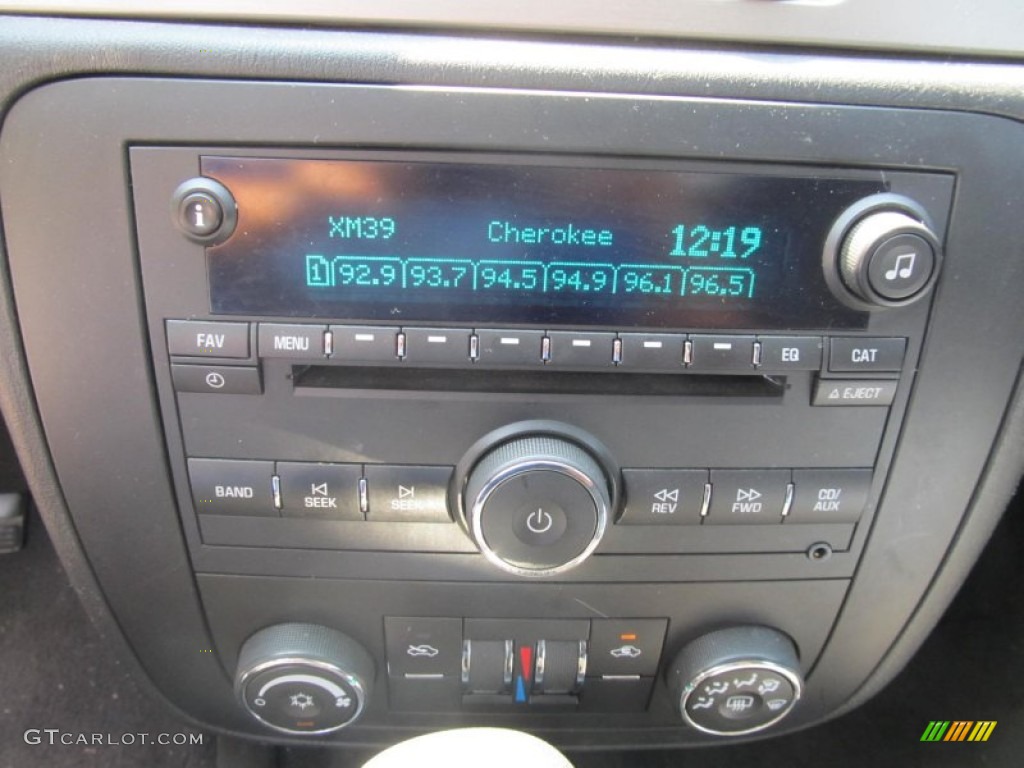 XM39 Cherokee 12:19
1 92.9 93.7 94.5 94.9 96.1 96.5
i
FAV MENU EQ CAT
EJECT
BAND SEEK SEEK REV FWD CD/AUX
GTCARLOT.COM